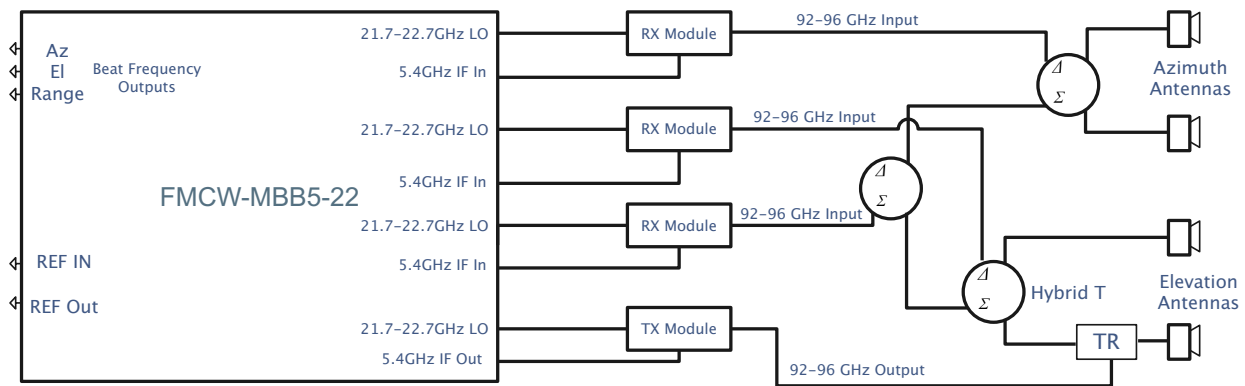 92-96 GHz Input
21.7-22.7GHz LO
RX Module
Az
El
Range
Beat Frequency
Outputs
5.4GHz IF In
Δ
Σ
Azimuth
Antennas
92-96 GHz Input
21.7-22.7GHz LO
RX Module
5.4GHz IF In
Δ
Σ
FMCW-MBB5-22
92-96 GHz Input
21.7-22.7GHz LO
RX Module
REF IN
5.4GHz IF In
Δ
Σ
Hybrid T
Elevation
Antennas
REF Out
21.7-22.7GHz LO
TX Module
TR
5.4GHz IF Out
92-96 GHz Output